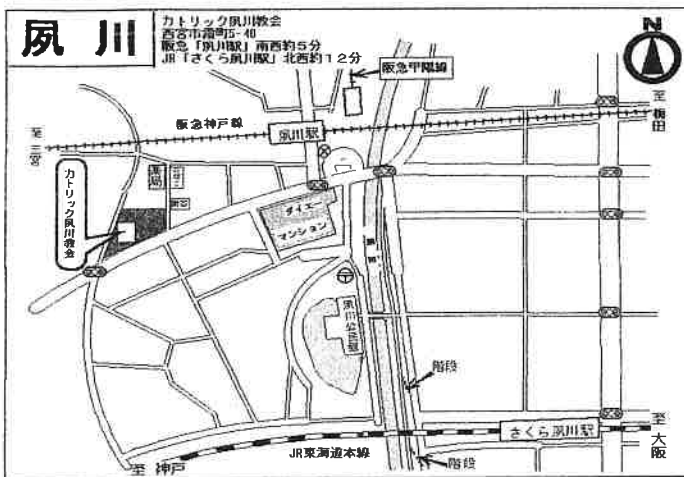 夙川
カトリック夙川教会
西宮市霞町5-40
阪急「夙川駅」南西約5分
JR「さくら夙川駅」北西約12分
N
阪急甲陽線
至 梅田
阪急神戸線
夙川駅
至 三宮
カトリック夙川教会
薬局
ダイエー
マンション
夙川公民館
階段
さくら夙川駅
至 大阪
JR東海道本線
階段
至 神戸